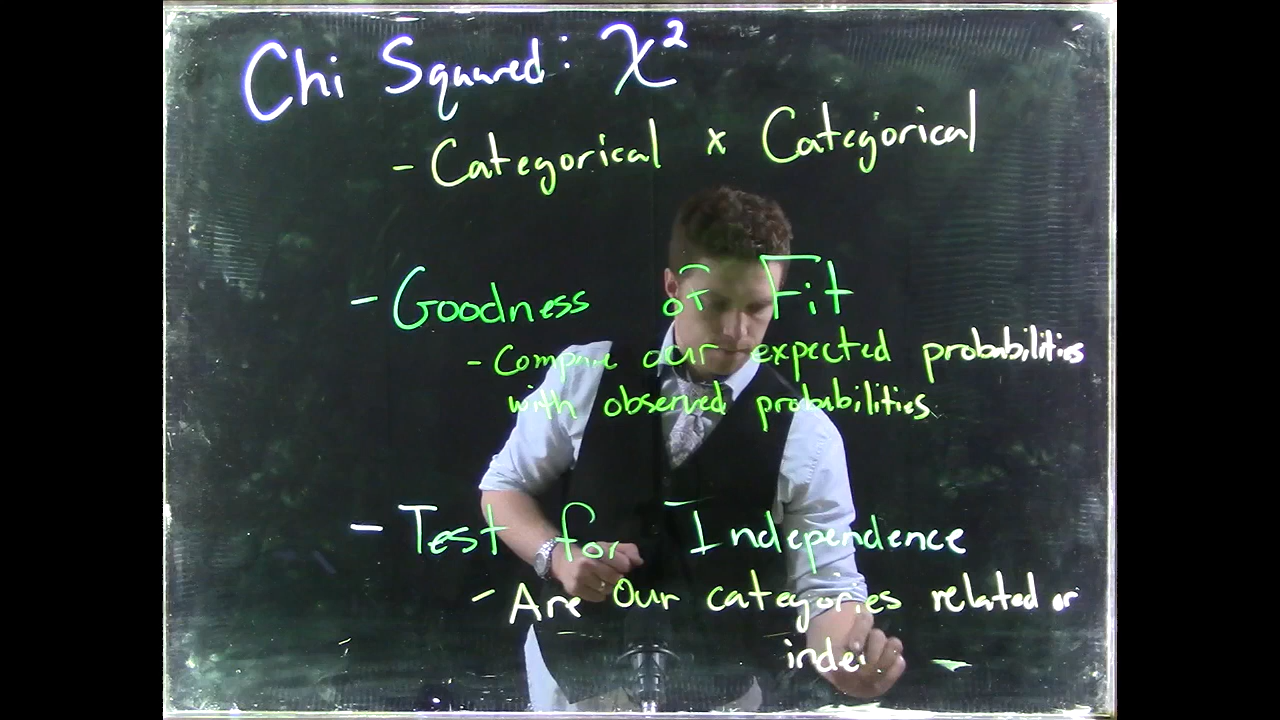 Chi Squared: χ²
- Categorical x Categorical
- Goodness of Fit
- Compare our expected probabilities
with observed probabilities
- Test for Independence
- Are our categories related or
inde